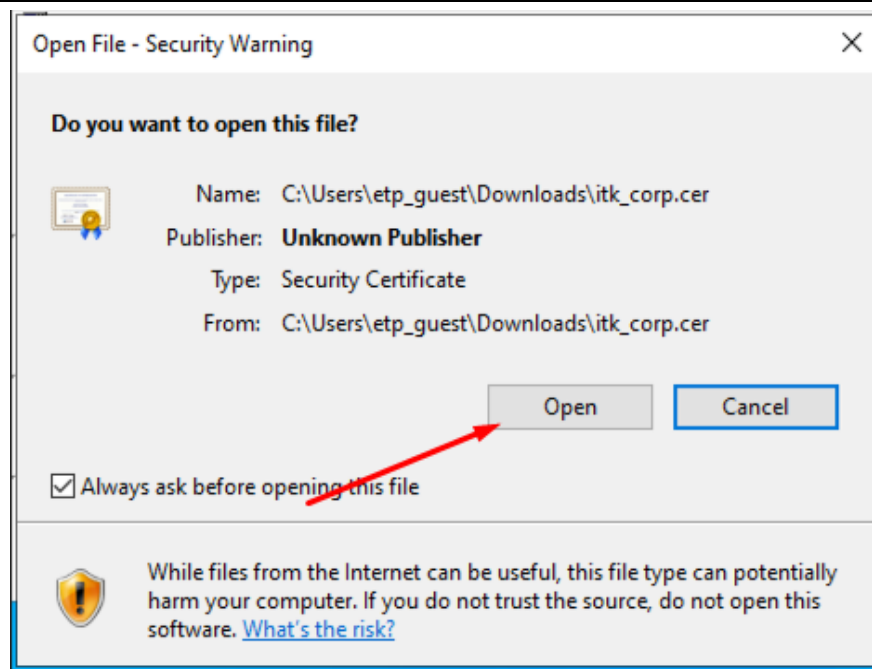 Open File - Security Warning
Do you want to open this file?
Name: C:\Users\etp_guest\Downloads\itk_corp.cer
Publisher: Unknown Publisher
Type: Security Certificate
From: C:\Users\etp_guest\Downloads\itk_corp.cer
Open Cancel
Always ask before opening this file
While files from the Internet can be useful, this file type can potentially
harm your computer. If you do not trust the source, do not open this
software. What's the risk?